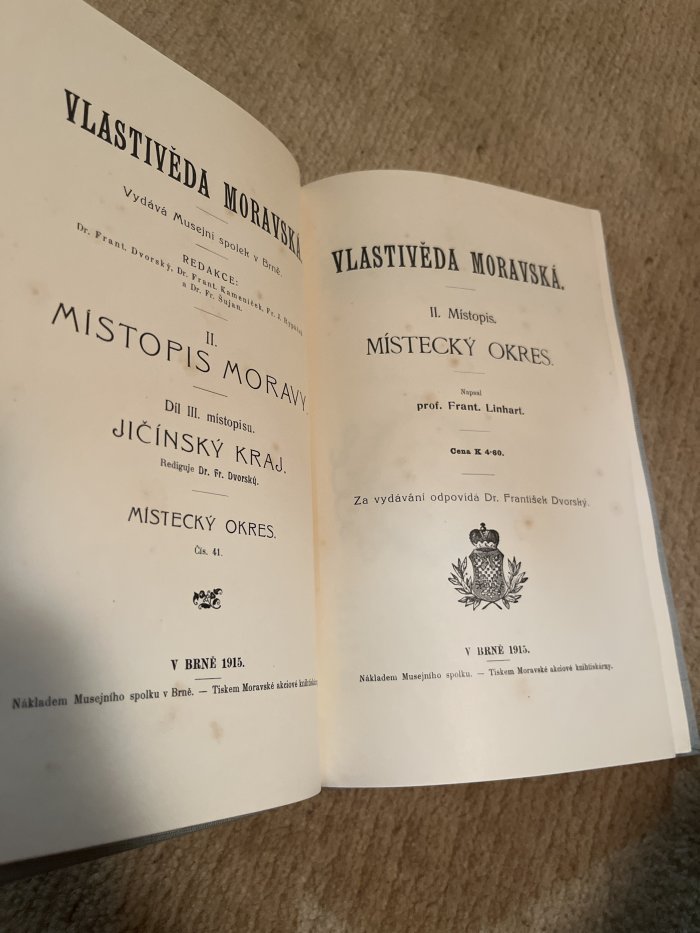 VLASTIVĚDA MORAVSKÁ
Vydává Musejní spolek v Brně.
REDAKCE:
Dr. Frant. Dvorský, Dr. Frant. Kameníček, Fr. J.
a Dr. Fr. Šujan.
II.
MÍSTOPIS MORAVY.
Díl III. místopisu.
JIČÍNSKÝ KRAJ.
Rediguje Dr. Fr. Dvorský.
MÍSTECKÝ OKRES.
Čís. 41.
V BRNĚ 1915.
Nákladem Musejního spolku v Brně. — Tiskem Moravské akciové
VLASTIVĚDA MORAVSKÁ.
II. Místopis.
MÍSTECKÝ OKRES.
Napsal
prof. Frant. Linhart.
Cena K 4·60.
Za vydávání odpovídá Dr. František Dvorský.
V BRNĚ 1915.
Nákladem Musejního spolku. — Tiskem Moravské akciové knihtiskárny.